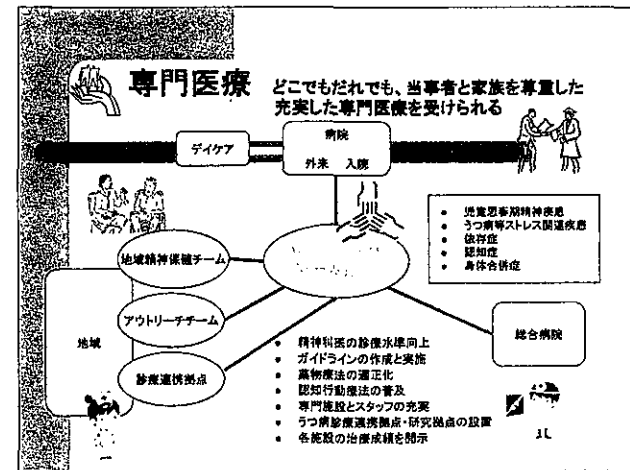 専門医療
どこでもだれでも、当事者と家族を尊重した
充実した専門医療を受けられる
デイケア
病院
外来 入院
• 児童思春期精神疾患
• うつ病等ストレス関連疾患
• 依存症
• 認知症
• 身体合併症
地域精神保健チーム
アウトリーチチーム
地域
診療連携拠点
総合病院
• 精神科医の診療水準向上
• ガイドラインの作成と実施
• 薬物療法の適正化
• 認知行動療法の普及
• 専門施設とスタッフの充実
• うつ病診療連携拠点・研究拠点の設置
• 各施設の治療成績を開示